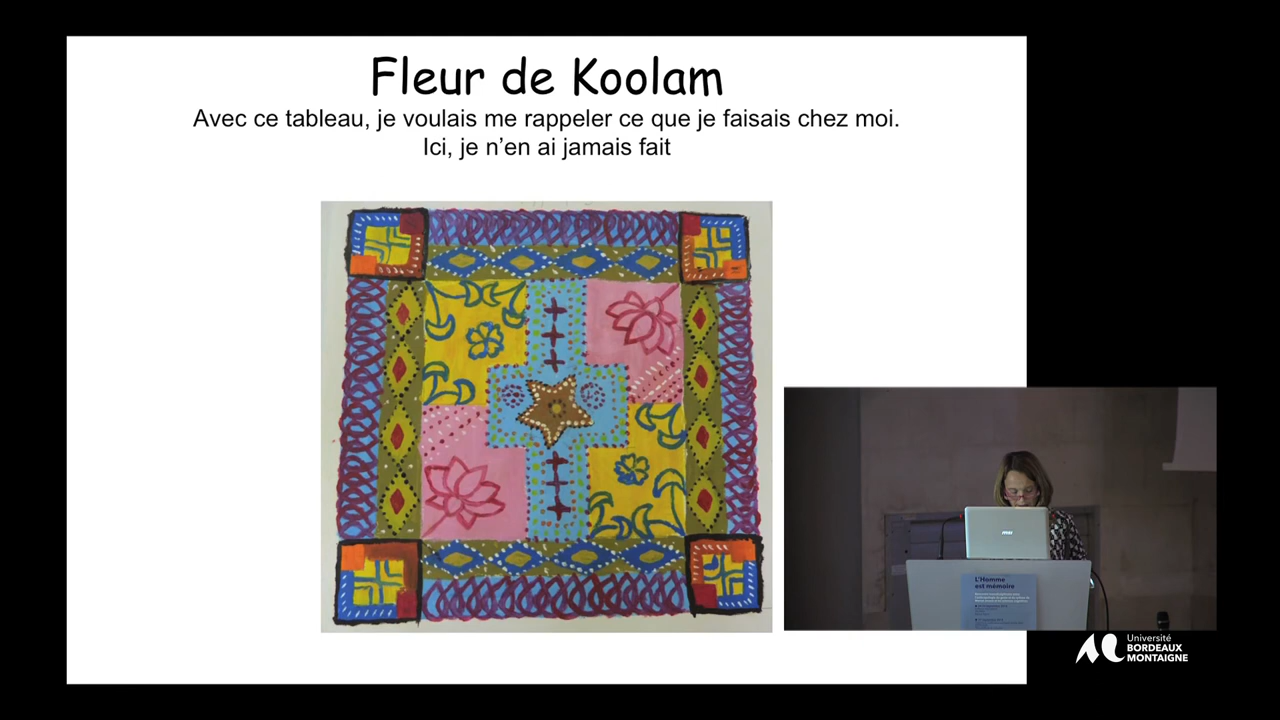 Fleur de Koolam
Avec ce tableau, je voulais me rappeler ce que je faisais chez moi.
Ici, je n'en ai jamais fait
msi
L'Homme
est mémoire
Université
BORDEAUX
MONTAIGNE